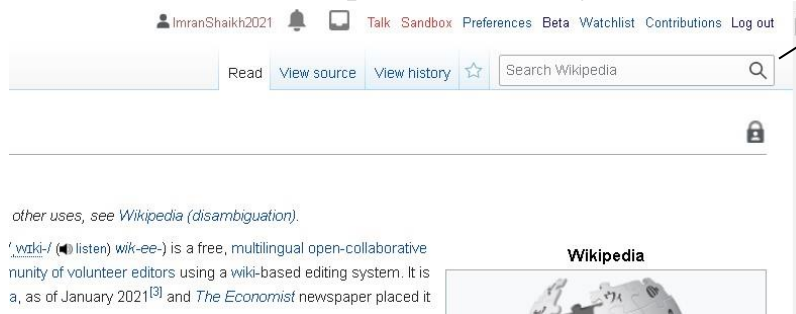 ImranShaikh2021 Talk Sandbox Preferences Beta Watchlist Contributions Log out
Read View source View history Search Wikipedia
other uses, see Wikipedia (disambiguation).
wɪki-/ (listen) wik-ee-) is a free, multilingual open-collaborative
munity of volunteer editors using a wiki-based editing system. It is
a, as of January 2021[3] and The Economist newspaper placed it
Wikipedia